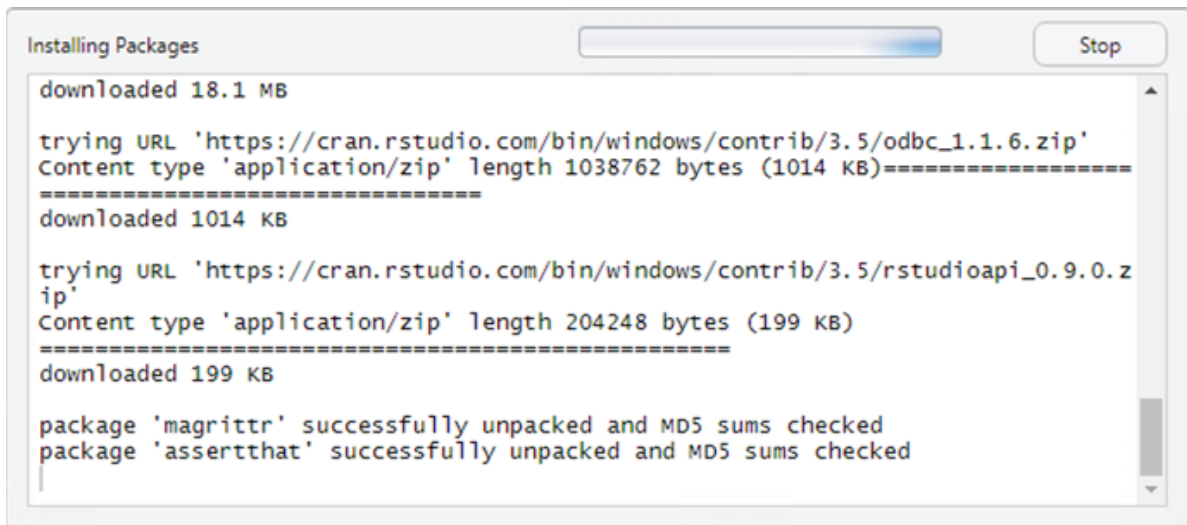 Installing Packages
Stop
downloaded 18.1 MB
trying URL 'https://cran.rstudio.com/bin/windows/contrib/3.5/odbc_1.1.6.zip'
Content type 'application/zip' length 1038762 bytes (1014 KB)==================
================================
downloaded 1014 KB
trying URL 'https://cran.rstudio.com/bin/windows/contrib/3.5/rstudioapi_0.9.0.z
ip'
Content type 'application/zip' length 204248 bytes (199 KB)
==================================================
downloaded 199 KB
package 'magrittr' successfully unpacked and MD5 sums checked
package 'assertthat' successfully unpacked and MD5 sums checked